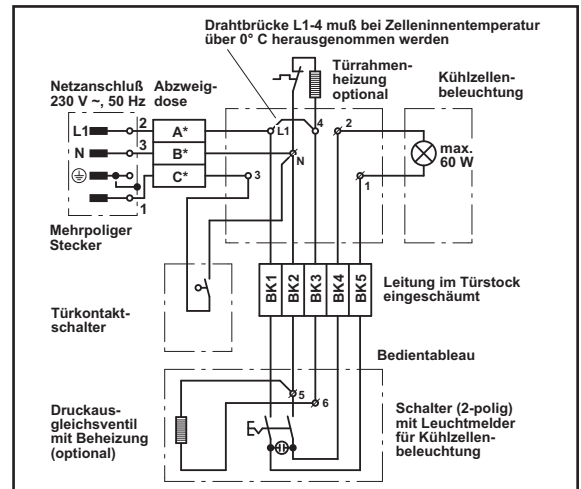 Drahtbrücke L1-4 muß bei Zelleninnentemperatur
über 0° C herausgenommen werden
Netzanschluß
230 V ~, 50 Hz
Abzweig-
dose
Türrahmen-
heizung
optional
Kühlzellen-
beleuchtung
L1
2
A*
L1
4
2
N
3
B*
N
max.
60 W
C*
3
1
1
Mehrpoliger
Stecker
Türkontakt-
schalter
BK1
BK2
BK3
BK4
BK5
Leitung im Türstock
eingeschäumt
Bedientableau
5
6
Druckaus-
gleichsventil
mit Beheizung
(optional)
Schalter (2-polig)
mit Leuchtmelder
für Kühlzellen-
beleuchtung